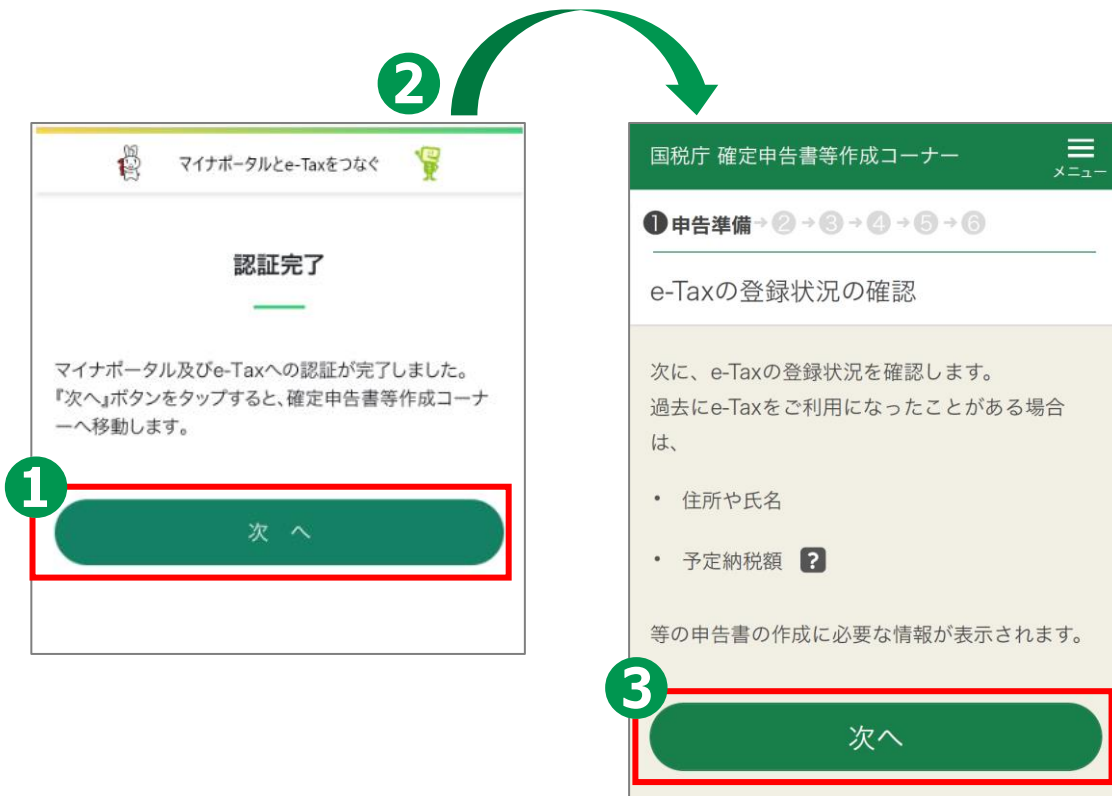 2
マイナポータルとe-Taxをつなぐ
認証完了
マイナポータル及びe-Taxへの認証が完了しました。
『次へ』ボタンをタップすると、確定申告書等作成コーナ
ーへ移動します。
1
次 へ
国税庁 確定申告書等作成コーナー
メニュー
1 申告準備→2→3→4→5→6
e-Taxの登録状況の確認
次に、e-Taxの登録状況を確認します。
過去にe-Taxをご利用になったことがある場合
は、
・ 住所や氏名
・ 予定納税額 ?
等の申告書の作成に必要な情報が表示されます。
3
次へ